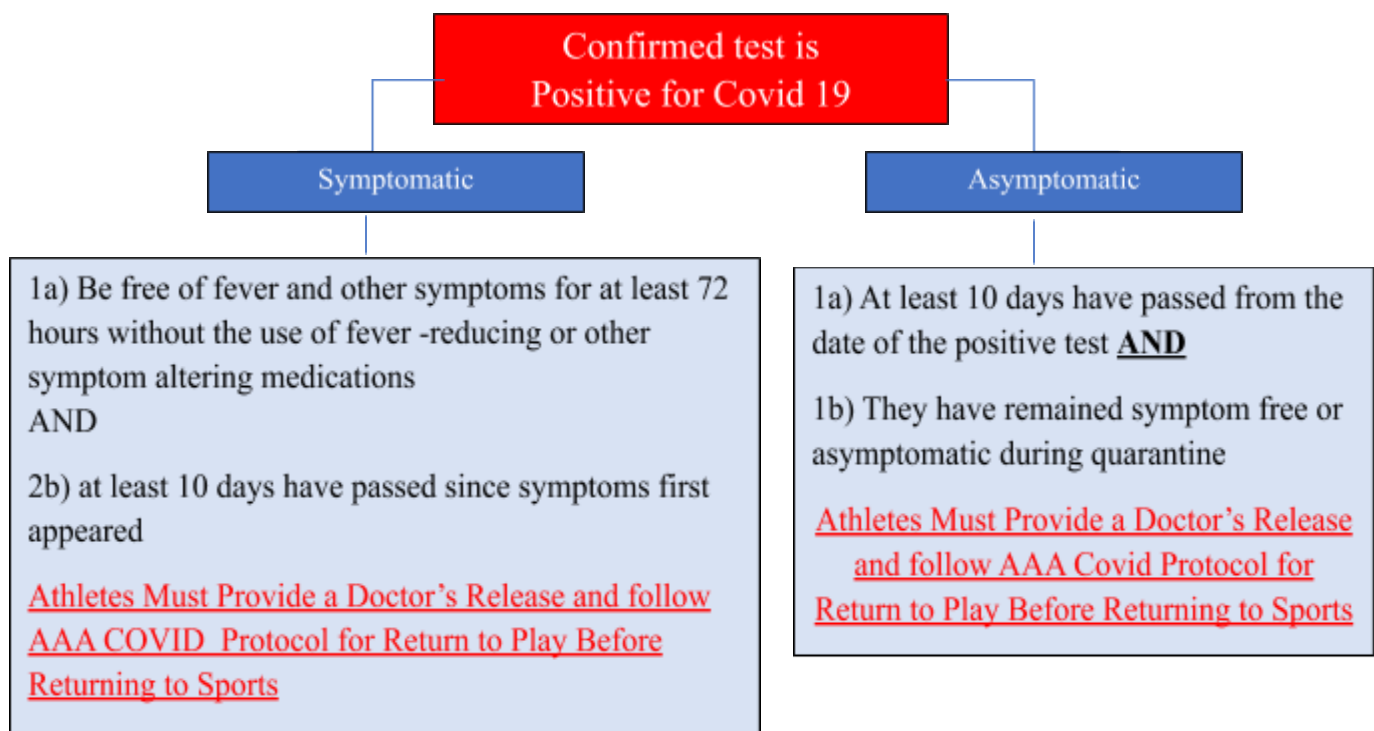 Confirmed test is
Positive for Covid 19
Symptomatic
Asymptomatic
1a) Be free of fever and other symptoms for at least 72
hours without the use of fever -reducing or other
symptom altering medications
AND
2b) at least 10 days have passed since symptoms first
appeared
Athletes Must Provide a Doctor’s Release and follow
AAA COVID  Protocol for Return to Play Before
Returning to Sports
1a) At least 10 days have passed from the
date of the positive test AND
1b) They have remained symptom free or
asymptomatic during quarantine
Athletes Must Provide a Doctor’s Release
and follow AAA Covid Protocol for
Return to Play Before Returning to Sports